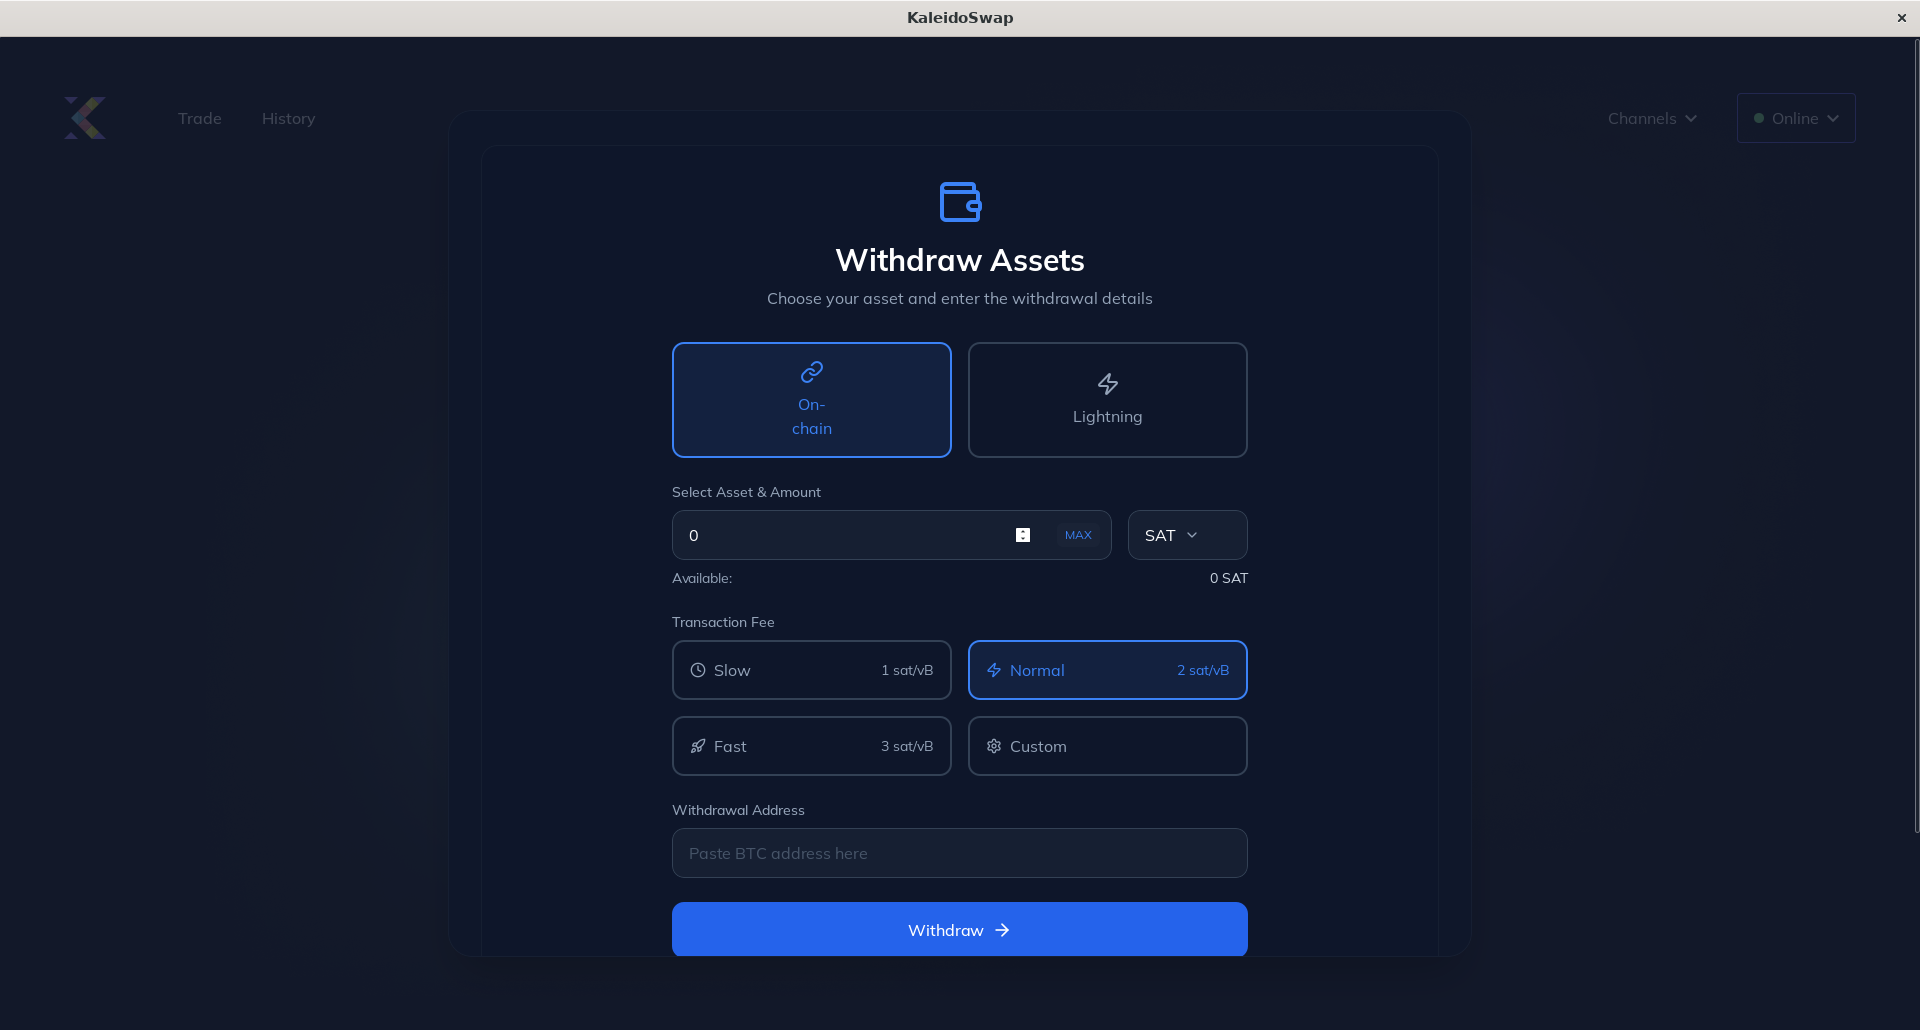 KaleidoSwap
Trade
History
Channels
Online
Withdraw Assets
Choose your asset and enter the withdrawal details
On-
chain
Lightning
Select Asset & Amount
0
MAX
SAT
Available:
0 SAT
Transaction Fee
Slow
1 sat/vB
Normal
2 sat/vB
Fast
3 sat/vB
Custom
Withdrawal Address
Paste BTC address here
Withdraw